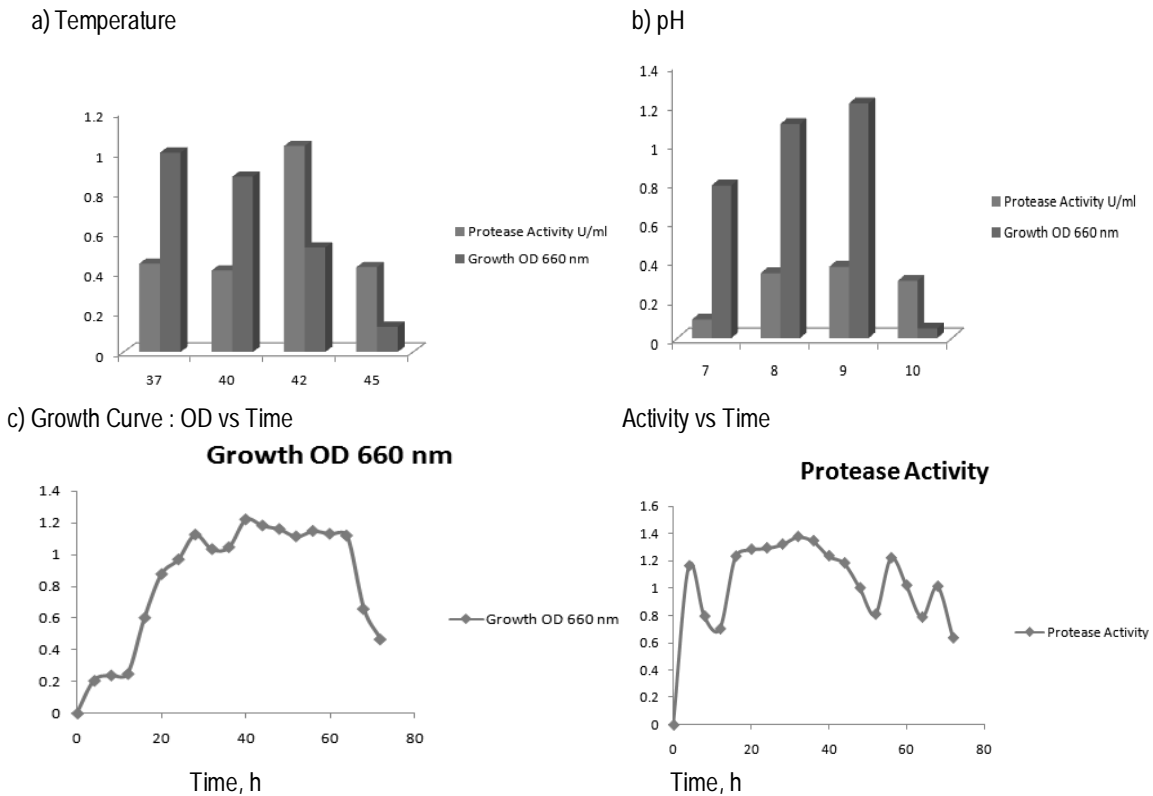 a) Temperature
b) pH
1.2
1
0.8
0.6
0.4
0.2
0
37 40 42 45
Protease Activity U/ml
Growth OD 660 nm
1.4
1.2
1
0.8
0.6
0.4
0.2
0
7 8 9 10
Protease Activity U/ml
Growth OD 660 nm
c) Growth Curve : OD vs Time
Activity vs Time
Growth OD 660 nm
1.4
1.2
1
0.8
0.6
0.4
0.2
0
0 20 40 60 80
Growth OD 660 nm
Time, h
Protease Activity
1.6
1.4
1.2
1
0.8
0.6
0.4
0.2
0
0 20 40 60 80
Protease Activity
Time, h